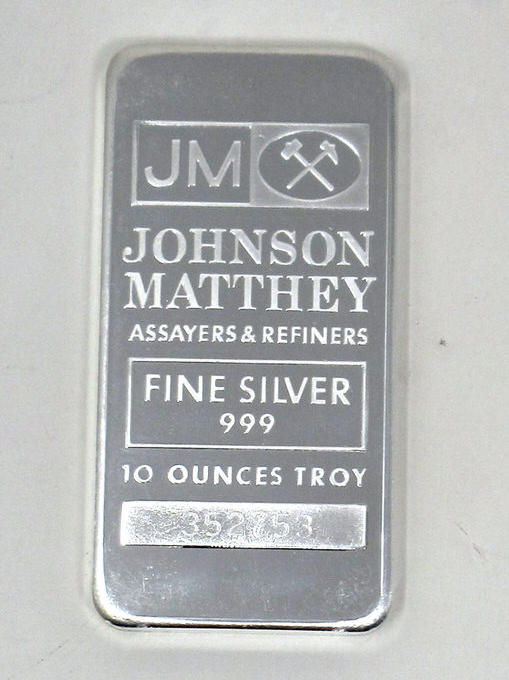 JM
JOHNSON
MATTHEY
ASSAYERS & REFINERS
FINE SILVER
999
10 OUNCES TROY